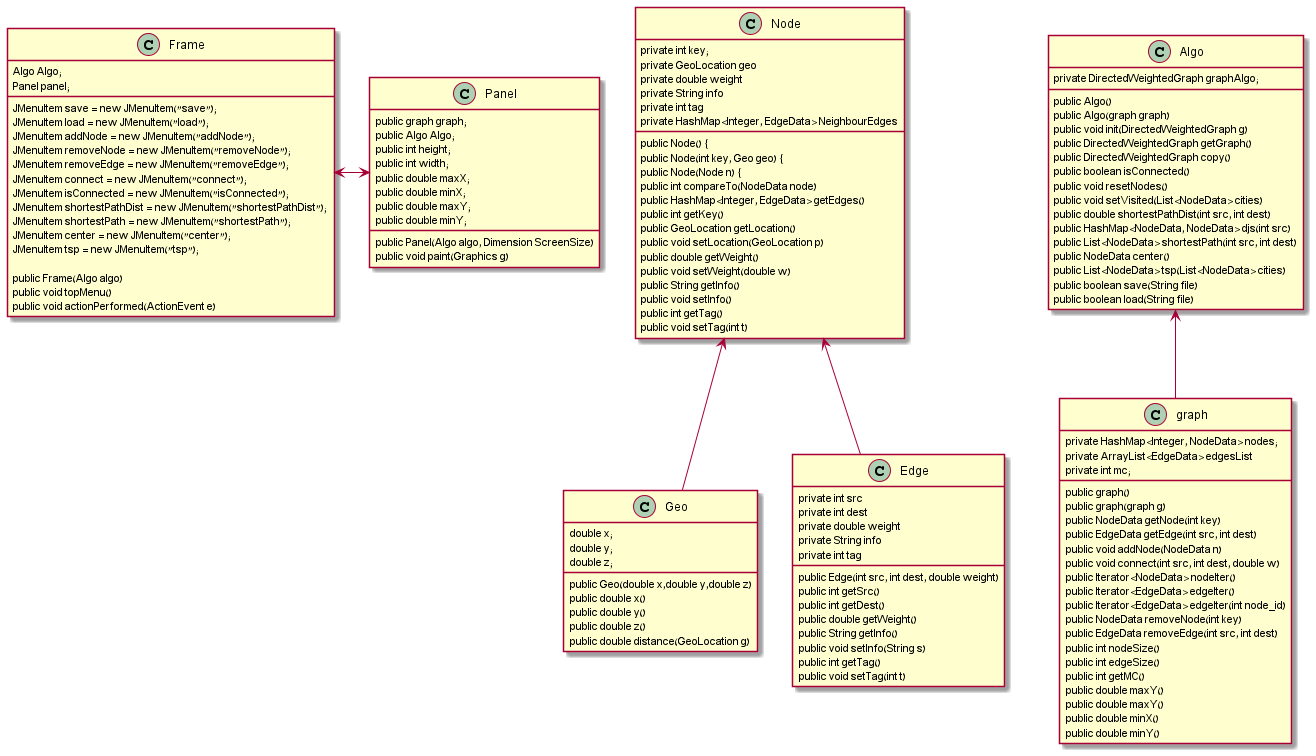 C Frame
Algo Algo;
Panel panel;
JMenuItem save = new JMenuItem("save");
JMenuItem load = new JMenuItem("load");
JMenuItem addNode = new JMenuItem("addNode");
JMenuItem removeNode = new JMenuItem("removeNode");
JMenuItem removeEdge = new JMenuItem("removeEdge");
JMenuItem connect = new JMenuItem("connect");
JMenuItem isConnected = new JMenuItem("isConnected");
JMenuItem shortestPathDist = new JMenuItem("shortestPathDist");
JMenuItem shortestPath = new JMenuItem("shortestPath");
JMenuItem center = new JMenuItem("center");
JMenuItem tsp = new JMenuItem("tsp");
public Frame(Algo algo)
public void topMenu()
public void actionPerformed(ActionEvent e)
C Panel
public graph graph;
public Algo Algo;
public int height;
public int width;
public double maxX;
public double minX;
public double maxY;
public double minY;
public Panel(Algo algo, Dimension ScreenSize)
public void paint(Graphics g)
C Node
private int key;
private GeoLocation geo
private double weight
private String info
private int tag
private HashMap<Integer, EdgeData> NeighbourEdges
public Node() {
public Node(int key, Geo geo) {
public Node(Node n) {
public int compareTo(NodeData node)
public HashMap<Integer, EdgeData> getEdges()
public int getKey()
public GeoLocation getLocation()
public void setLocation(GeoLocation p)
public double getWeight()
public void setWeight(double w)
public String getInfo()
public void setInfo()
public int getTag()
public void setTag(int t)
C Algo
private DirectedWeightedGraph graphAlgo;
public Algo()
public Algo(graph graph)
public void init(DirectedWeightedGraph g)
public DirectedWeightedGraph getGraph()
public DirectedWeightedGraph copy()
public boolean isConnected()
public void resetNodes()
public void setVisited(List<NodeData> cities)
public double shortestPathDist(int src, int dest)
public HashMap<NodeData, NodeData> djs(int src)
public List<NodeData> shortestPath(int src, int dest)
public NodeData center()
public List<NodeData> tsp(List<NodeData> cities)
public boolean save(String file)
public boolean load(String file)
C Geo
double x;
double y;
double z;
public Geo(double x,double y,double z)
public double x()
public double y()
public double z()
public double distance(GeoLocation g)
C Edge
private int src
private int dest
private double weight
private String info
private int tag
public Edge(int src, int dest, double weight)
public int getSrc()
public int getDest()
public double getWeight()
public String getInfo()
public void setInfo(String s)
public int getTag()
public void setTag(int t)
C graph
private HashMap<Integer, NodeData> nodes;
private ArrayList<EdgeData> edgesList
private int mc;
public graph()
public graph(graph g)
public NodeData getNode(int key)
public EdgeData getEdge(int src, int dest)
public void addNode(NodeData n)
public void connect(int src, int dest, double w)
public Iterator<NodeData> nodeIter()
public Iterator<EdgeData> edgeIter()
public Iterator<EdgeData> edgeIter(int node_id)
public NodeData removeNode(int key)
public EdgeData removeEdge(int src, int dest)
public int nodeSize()
public int edgeSize()
public int getMC()
public double maxY()
public double maxY()
public double minX()
public double minY()